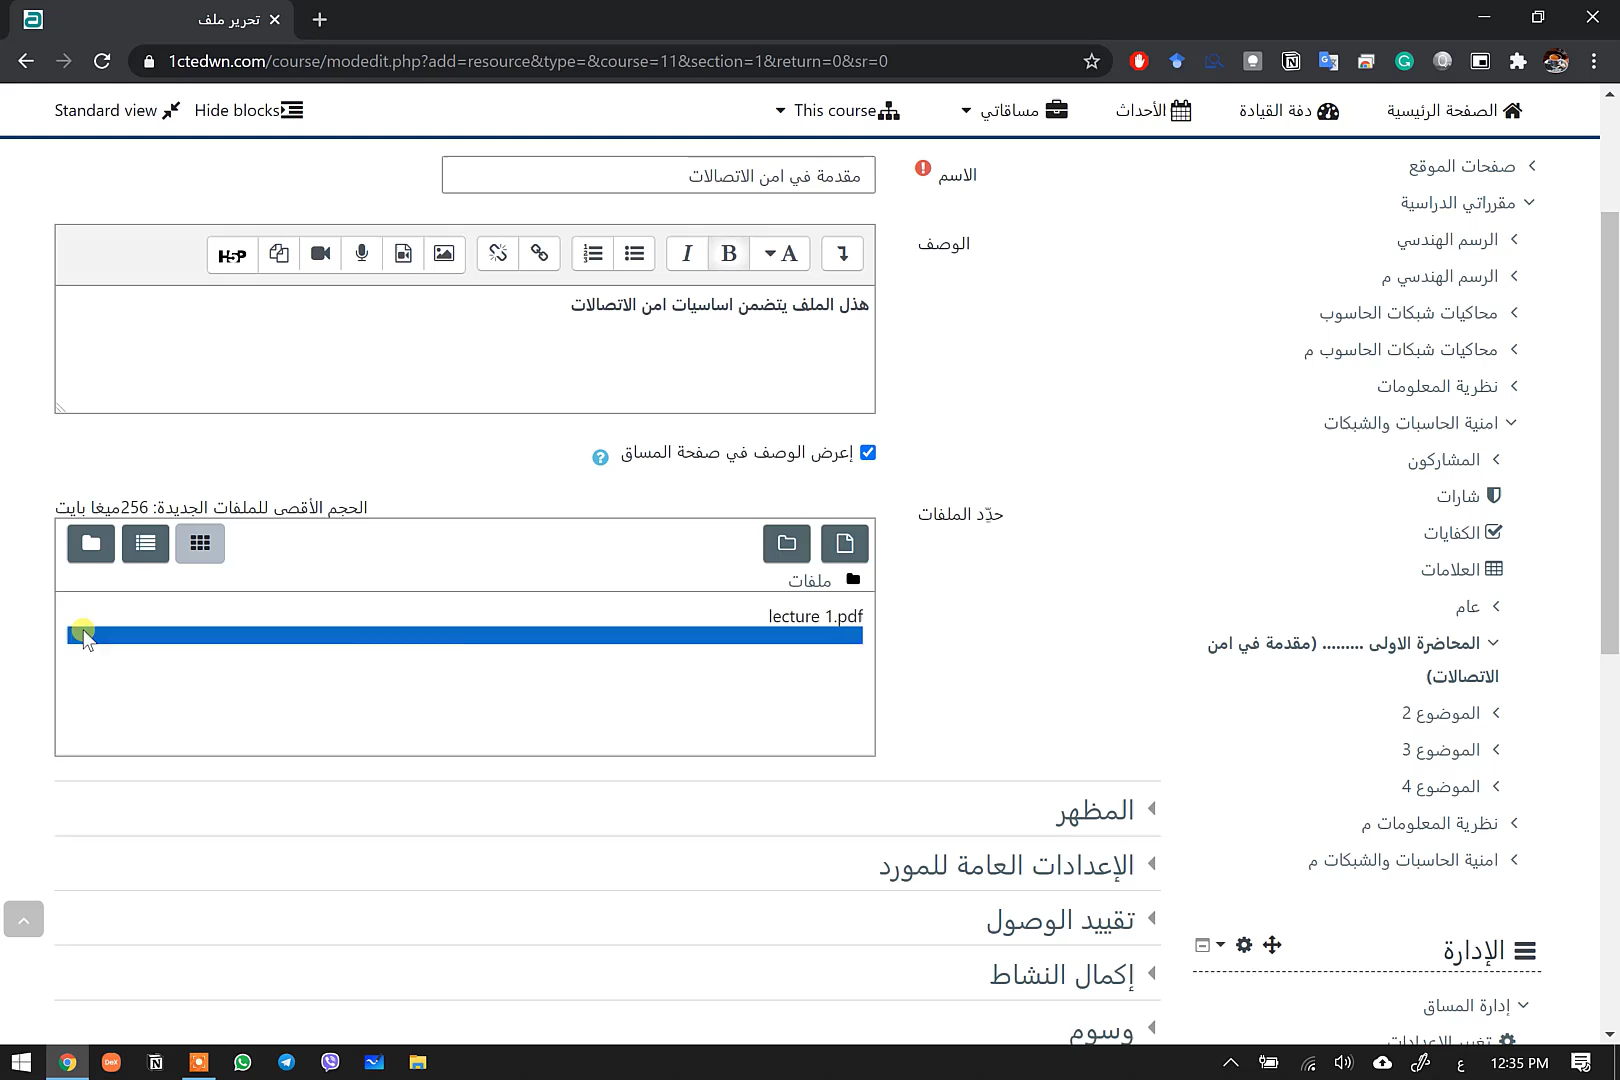 تحرير ملف
1ctedwn.com/course/modedit.php?add=resource&type=&course=11&section=1&return=0&sr=0
الصفحة الرئيسية
دفة القيادة
الأحداث
مساقاتي
This course
Hide blocks
Standard view
الاسم
مقدمة في امن الاتصالات
الوصف
H5P
I
B
A
هذل الملف يتضمن اساسيات امن الاتصالات
إعرض الوصف في صفحة المساق
حدِّد الملفات
الحجم الأقصى للملفات الجديدة: 256ميغا بايت
ملفات
lecture 1.pdf
المظهر
الإعدادات العامة للمورد
تقييد الوصول
إكمال النشاط
وسوم
صفحات الموقع
مقرراتي الدراسية
الرسم الهندسي
الرسم الهندسي م
محاكيات شبكات الحاسوب
محاكيات شبكات الحاسوب م
نظرية المعلومات
امنية الحاسبات والشبكات
المشاركون
شارات
الكفايات
العلامات
عام
المحاضرة الاولى ......... (مقدمة في امن
الاتصالات)
الموضوع 2
الموضوع 3
الموضوع 4
نظرية المعلومات م
امنية الحاسبات والشبكات م
الإدارة
إدارة المساق
تغيير الإعدادات
DeX
ع
12:35 PM